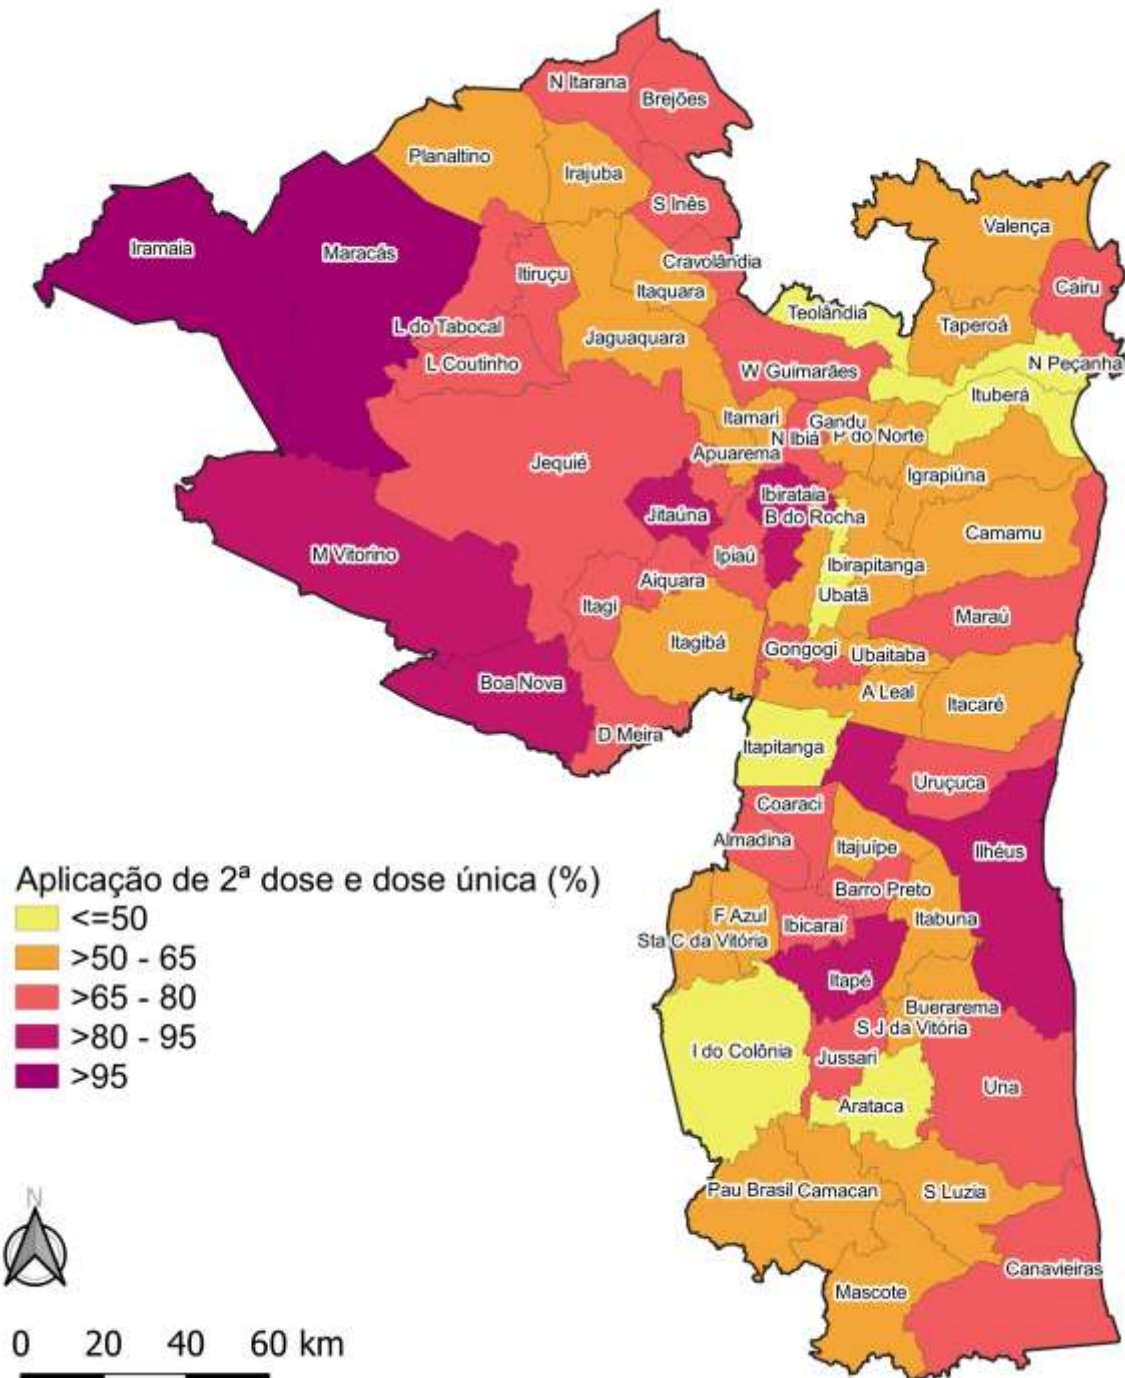 N Itarana
Brejões
Planaltino
Irajuba
S Inês
Valença
Iramaia
Maracás
Cravolândia
Itiruçu
Cairu
Itaquara
Teolândia
Taperoá
L do Tabocal
Jaguaquara
L Coutinho
W Guimarães
N Peçanha
Ituberá
Itamari
Gandu
N Ibiá
P do Norte
Apuarema
Jequié
Igrapiúna
Ibirataia
Jitaúna
B do Rocha
Camamu
M Vitorino
Ipiaú
Ibirapitanga
Aiquara
Ubatã
Itagi
Maraú
Itagibá
Gongogi
Ubaitaba
Boa Nova
A Leal
Itacaré
D Meira
Itapitanga
Uruçuca
Coaraci
Almadina
Itajuípe
Ilhéus
Barro Preto
F Azul
Ibicaraí
Itabuna
Sta C da Vitória
Itapé
Buerarema
S J da Vitória
I do Colônia
Jussari
Una
Arataca
Pau Brasil
Camacan
S Luzia
Canavieiras
Mascote
Aplicação de 2ª dose e dose única (%)
<=50
>50 - 65
>65 - 80
>80 - 95
>95
N
0 20 40 60 km